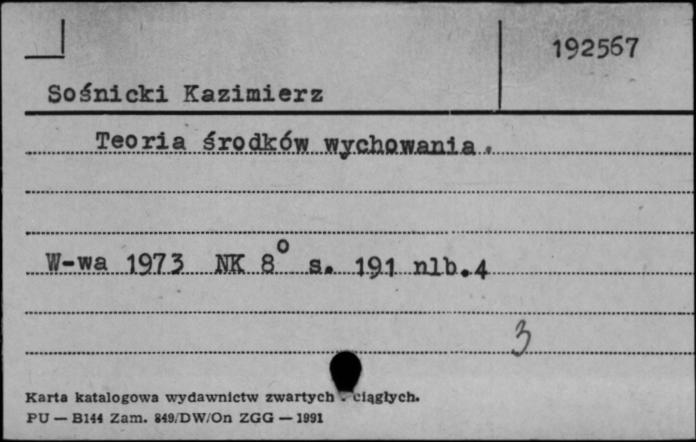 192567
Sośnicki Kazimierz
Teoria środków wychowania.
W-wa 1973 NK 8° s. 191 nlb.4
3
Karta katalogowa wydawnictw zwartych ciągłych.
PU — B144 Zam. 849/DW/On ZGG — 1991